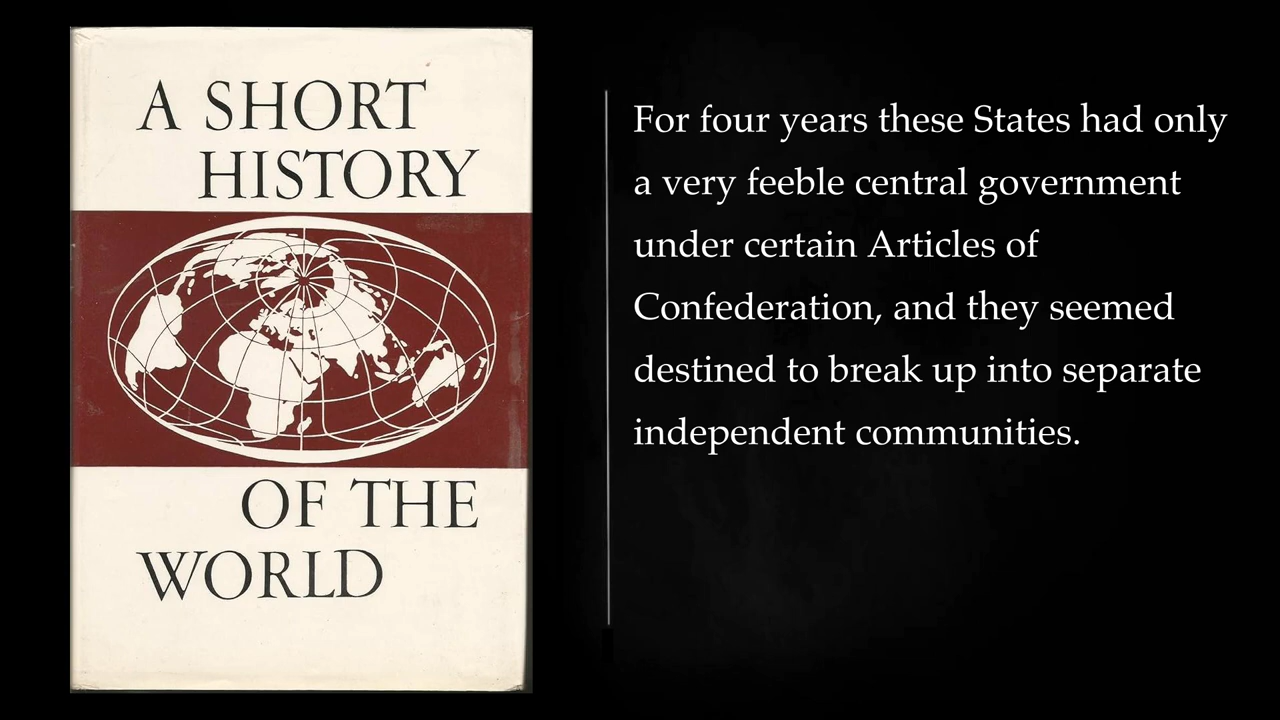 A SHORT
HISTORY
OF THE
WORLD
For four years these States had only
a very feeble central government
under certain Articles of
Confederation, and they seemed
destined to break up into separate
independent communities.